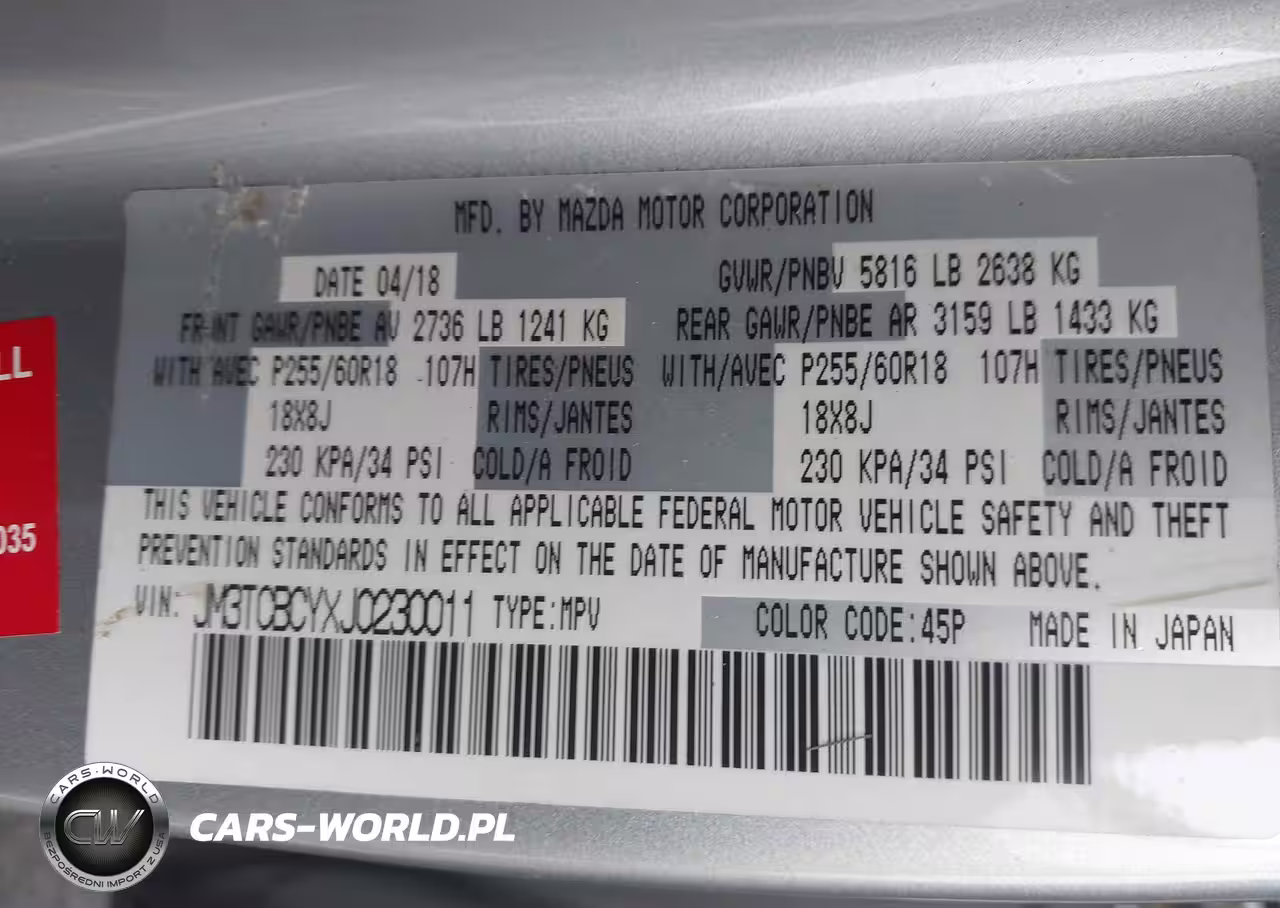 MFD. BY MAZDA MOTOR CORPORATION
DATE 04/18 GVWR/PNBV 5816 LB 2638 KG
FRONT GAWR/PNBE AV 2736 LB 1241 KG REAR GAWR/PNBE AR 3159 LB 1433 KG
WITH AVEC P255/60R18 107H TIRES/PNEUS WITH/AVEC P255/60R18 107H TIRES/PNEUS
18X8J RIMS/JANTES 18X8J RIMS/JANTES
230 KPA/34 PSI COLD/A FROID 230 KPA/34 PSI COLD/A FROID
THIS VEHICLE CONFORMS TO ALL APPLICABLE FEDERAL MOTOR VEHICLE SAFETY AND THEFT
PREVENTION STANDARDS IN EFFECT ON THE DATE OF MANUFACTURE SHOWN ABOVE.
VIN: JM3TCBCYXJ0230011 TYPE:MPV COLOR CODE:45P MADE IN JAPAN
LL
035
CARS-WORLD
CW
BEZPOŚREDNI IMPORT Z USA
CARS-WORLD.PL